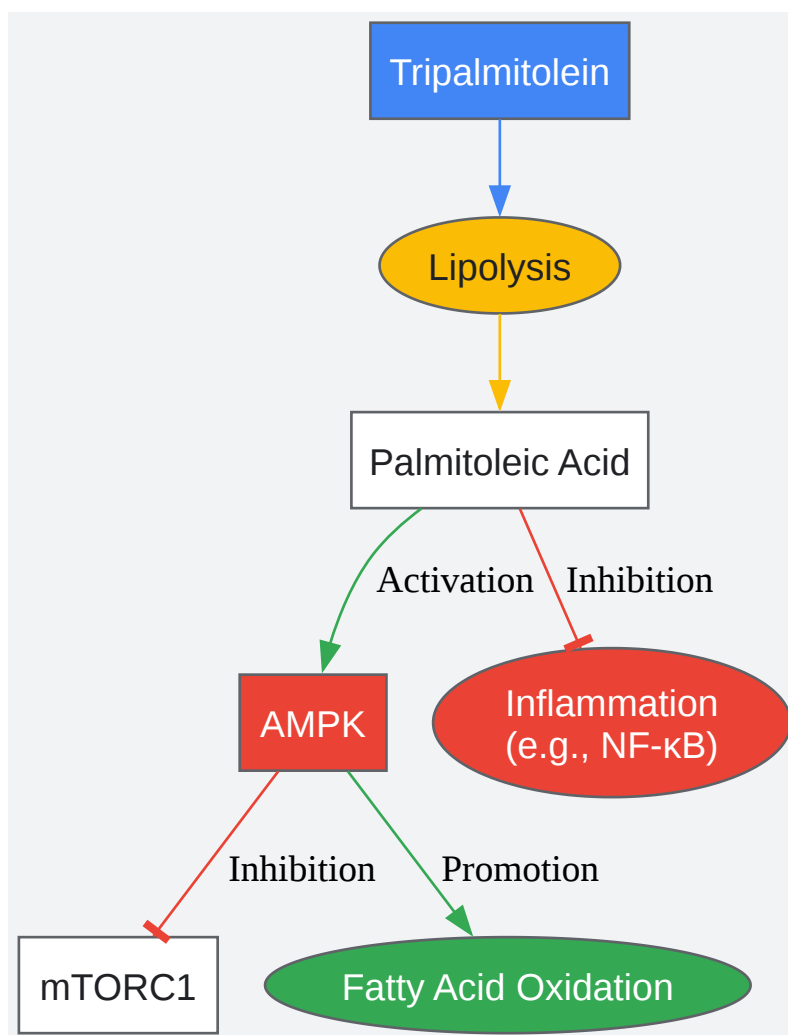 Tripalmitolein
Lipolysis
Palmitoleic Acid
Activation
Inhibition
AMPK
Inflammation
(e.g., NF-κB)
Inhibition
Promotion
mTORC1
Fatty Acid Oxidation